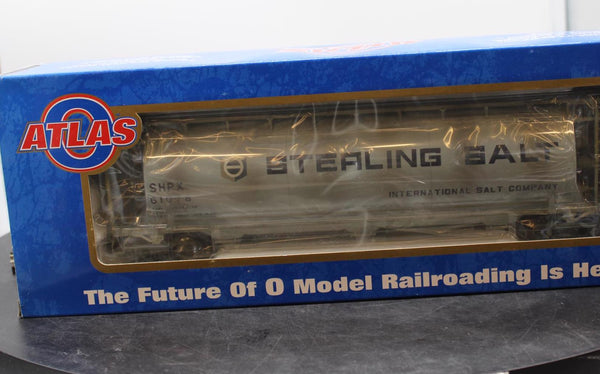 ATLAS
O
STERLING SALT
INTERNATIONAL SALT COMPANY
SHPX
The Future Of O Model Railroading Is He